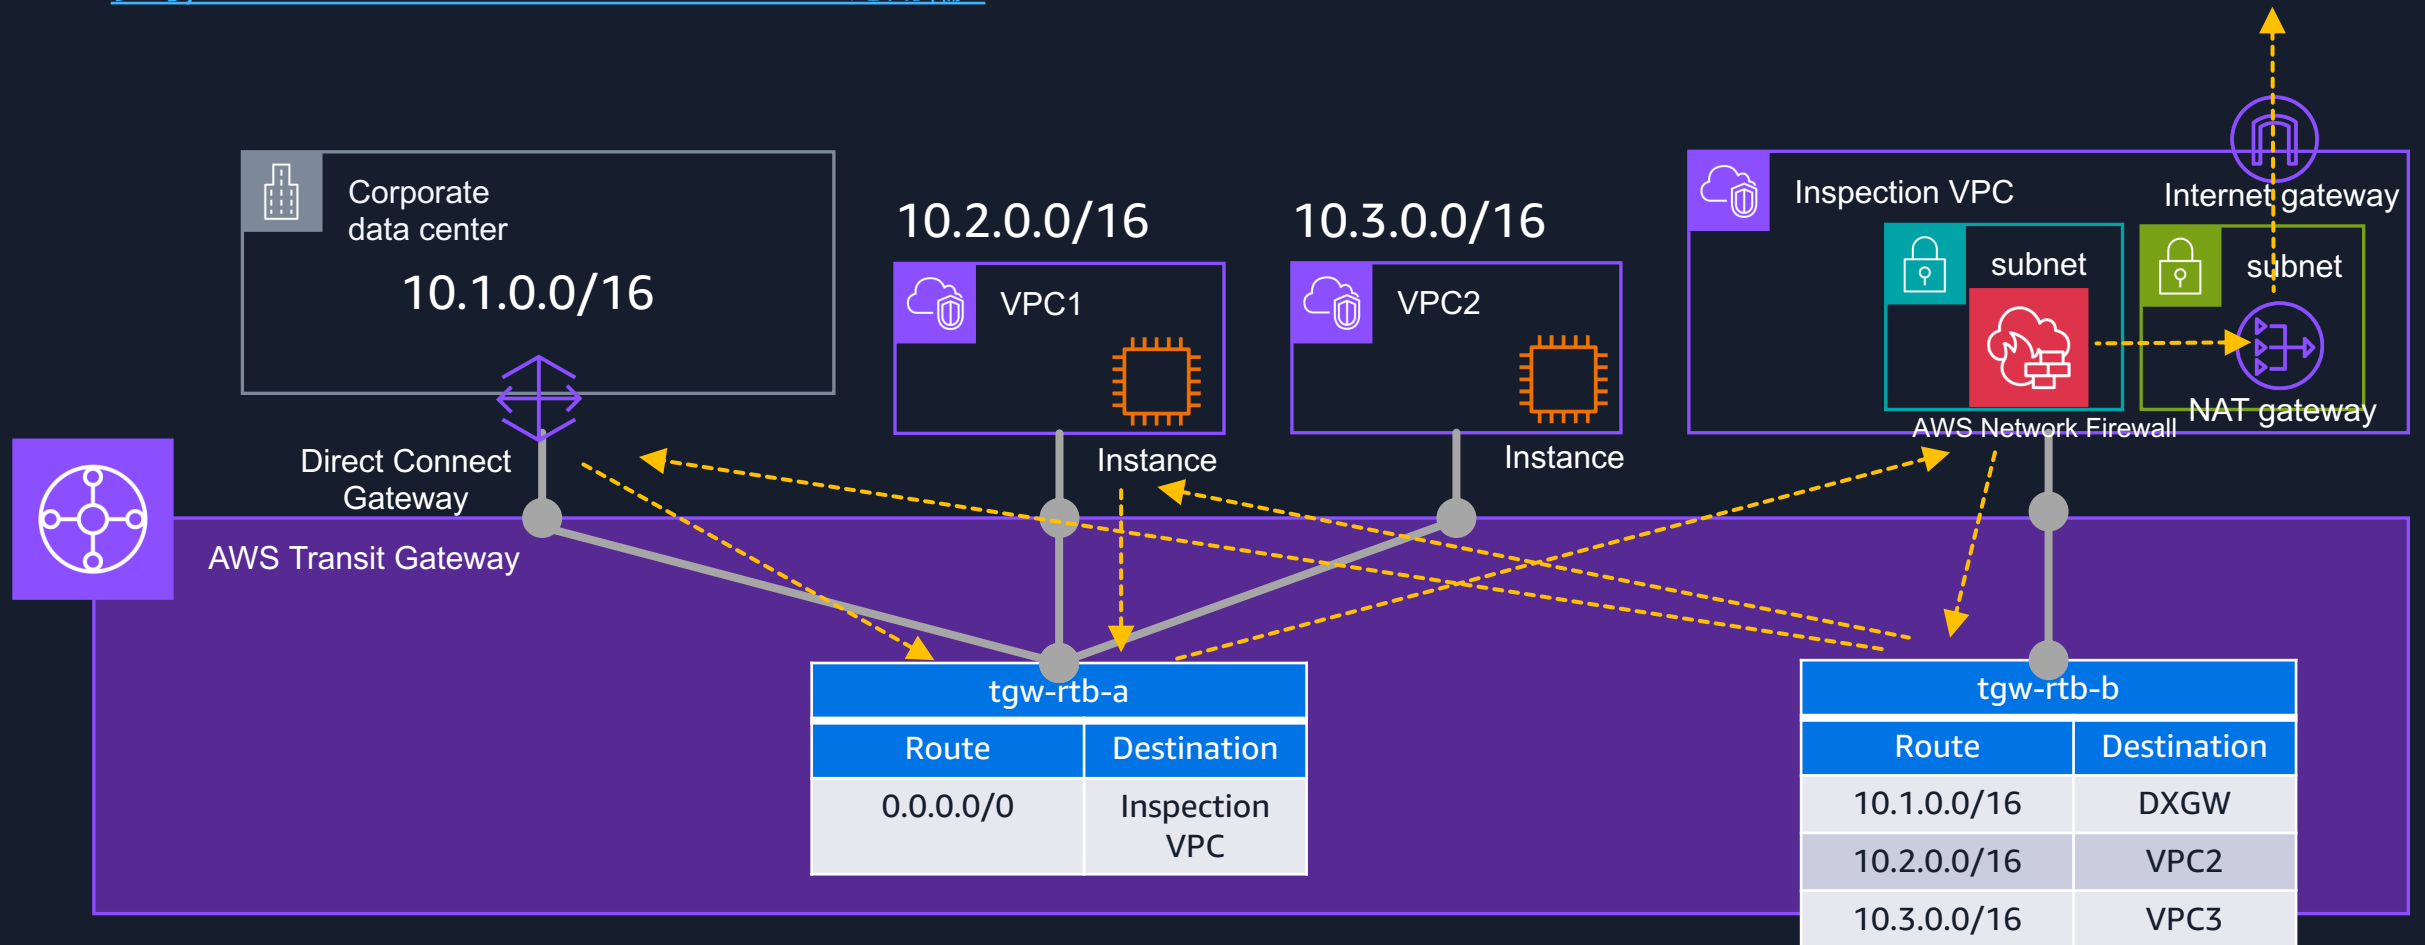 Corporate
data center
10.1.0.0/16
10.2.0.0/16
10.3.0.0/16
VPC1
VPC2
Inspection VPC
Internet gateway
subnet
subnet
NAT gateway
AWS Network Firewall
Direct Connect
Gateway
Instance
Instance
AWS Transit Gateway
tgw-rtb-a
Route Destination
0.0.0.0/0 Inspection
VPC
tgw-rtb-b
Route Destination
10.1.0.0/16 DXGW
10.2.0.0/16 VPC2
10.3.0.0/16 VPC3